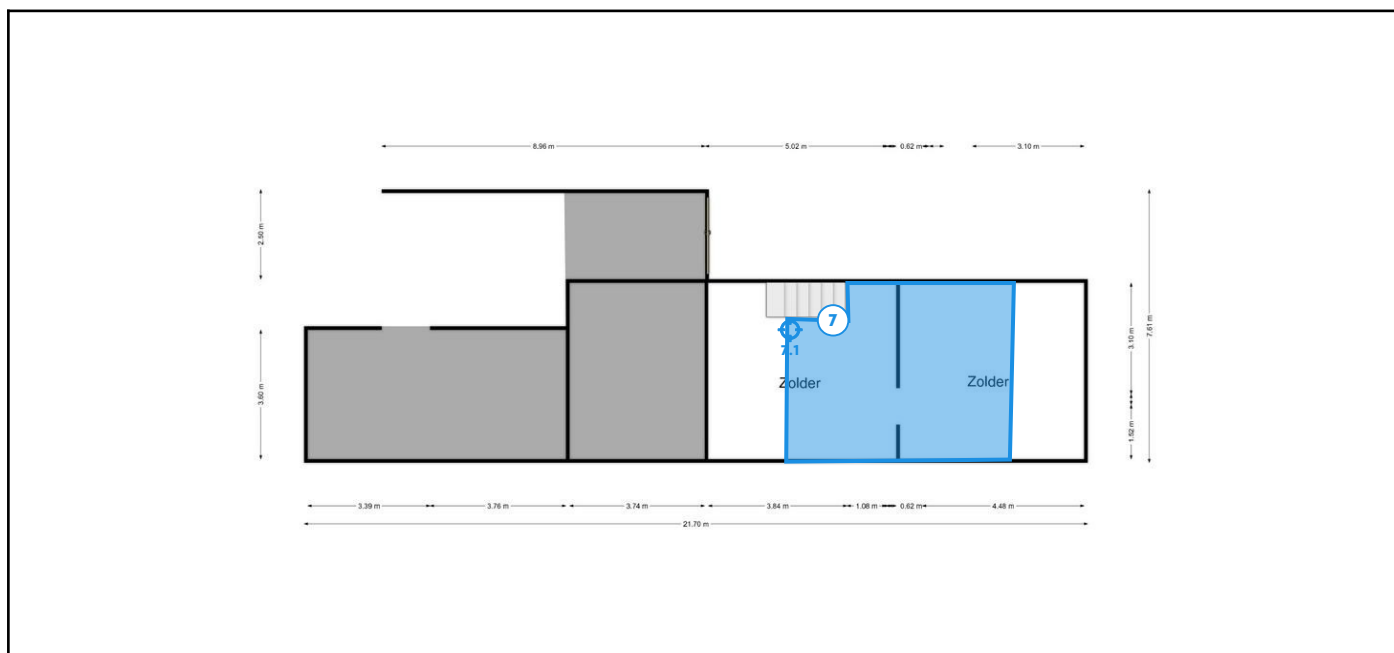 8.96 m 5.02 m 0.62 m 3.10 m
2.50 m
7.61 m
3.10 m
7
7.1
3.60 m
Zolder Zolder
1.52 m
3.39 m 3.76 m 3.74 m 3.84 m 1.08 m 0.62 m 4.48 m
21.70 m